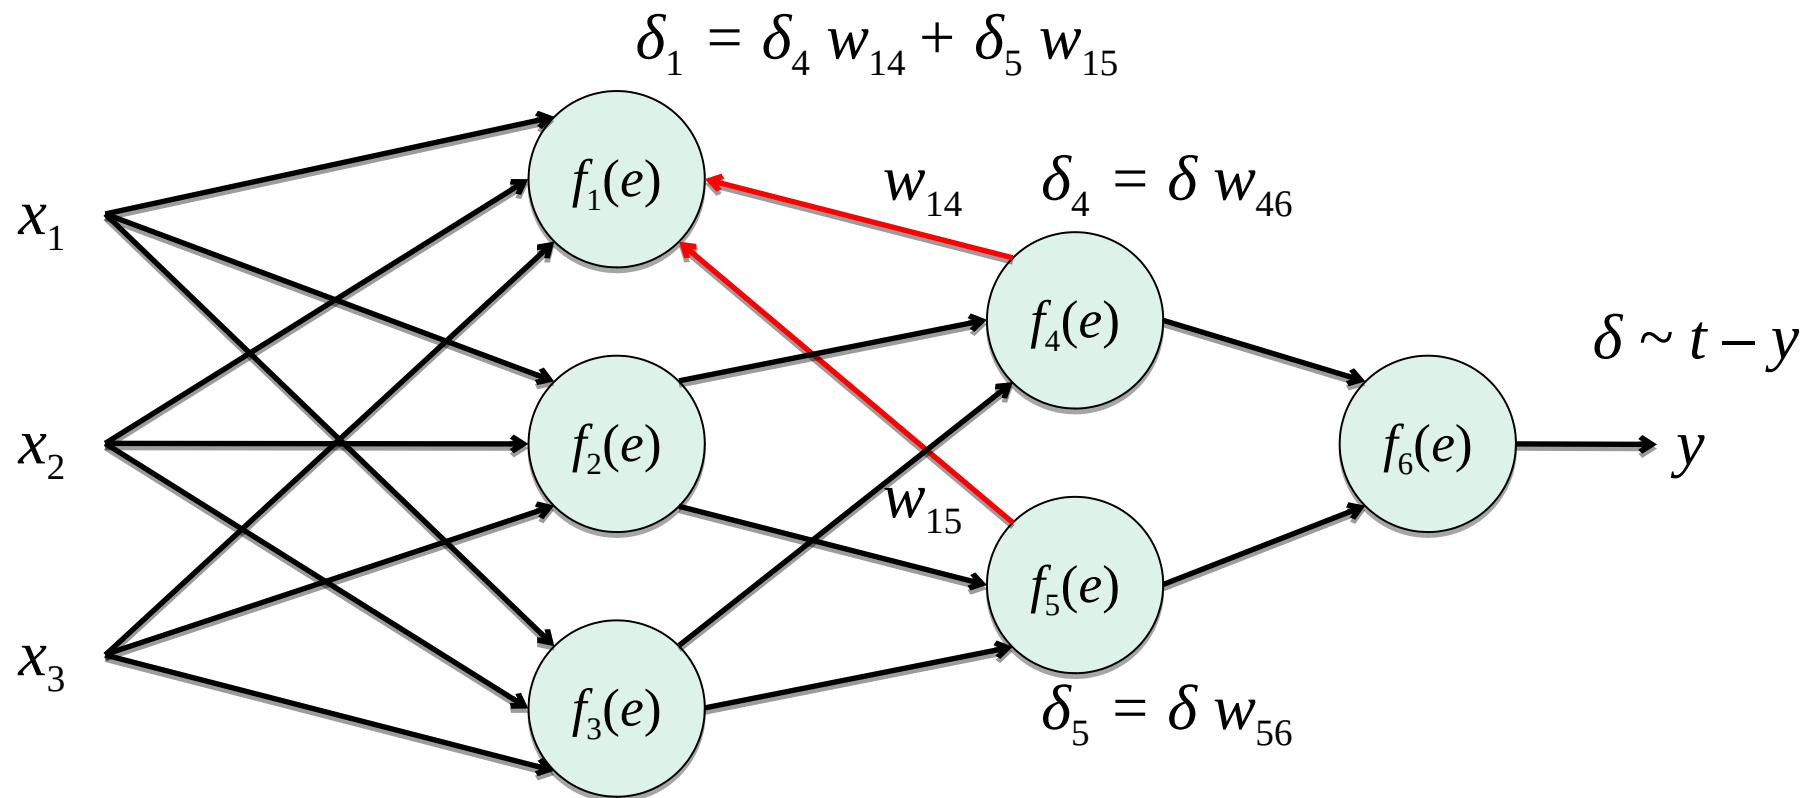 δ₁ = δ₄ w₁₄ + δ₅ w₁₅
f₁(e)
w₁₄
δ₄ = δ w₄₆
x₁
f₄(e)
δ ~ t – y
x₂
f₂(e)
f₆(e)
y
w₁₅
f₅(e)
x₃
f₃(e)
δ₅ = δ w₅₆